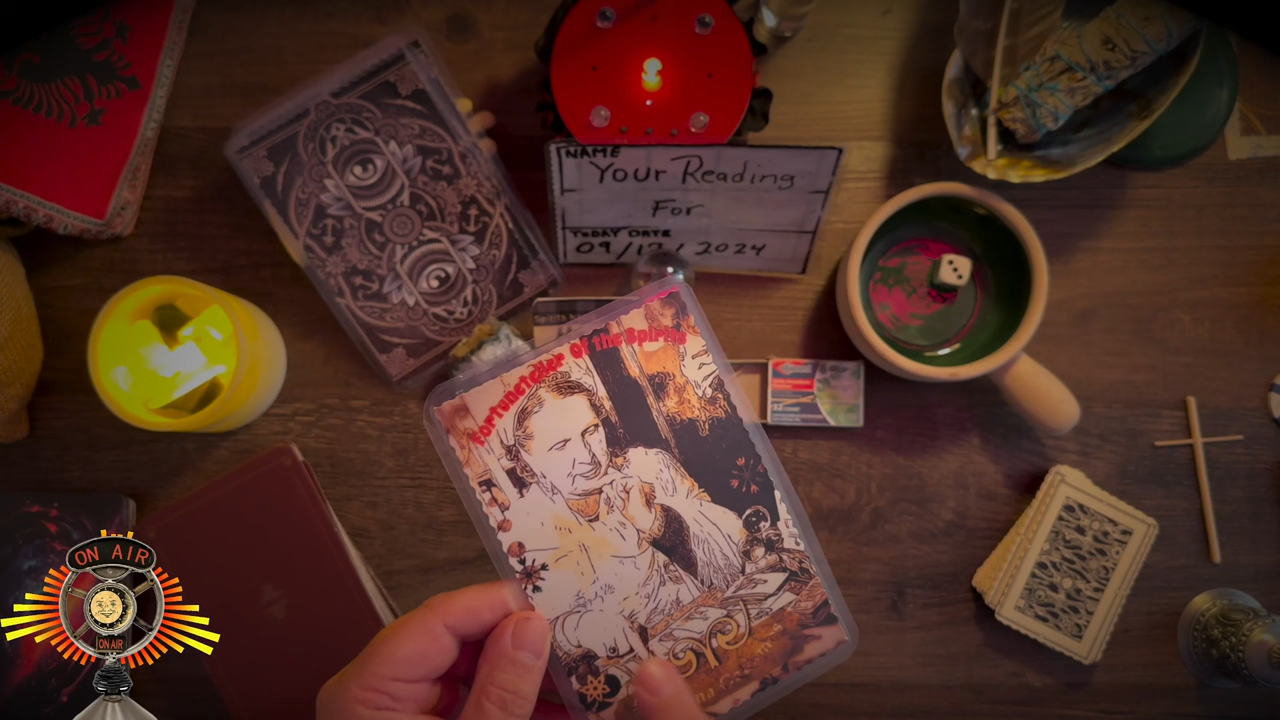 NAME
Your Reading
For
TODAY DATE
09/17/2024
Fortuneteller Of the Spirits
ON AIR
ON AIR